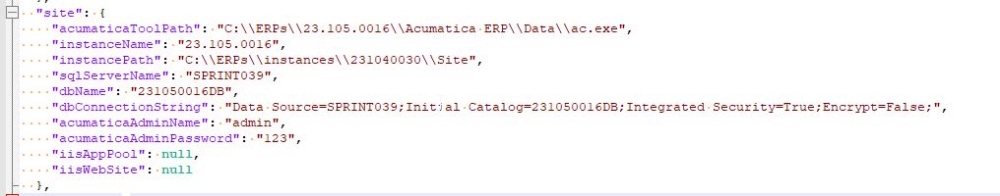 "site": {
"acumaticaToolPath": "C:\\ERPs\\23.105.0016\\Acumatica ERP\\Data\\ac.exe",
"instanceName": "23.105.0016",
"instancePath": "C:\\ERPs\\instances\\231040030\\Site",
"sqlServerName": "SPRINT039",
"dbName": "231050016DB",
"dbConnectionString": "Data Source=SPRINT039;Initial Catalog=231050016DB;Integrated Security=True;Encrypt=False;",
"acumaticaAdminName": "admin",
"acumaticaAdminPassword": "123",
"iisAppPool": null,
"iisWebSite": null
},